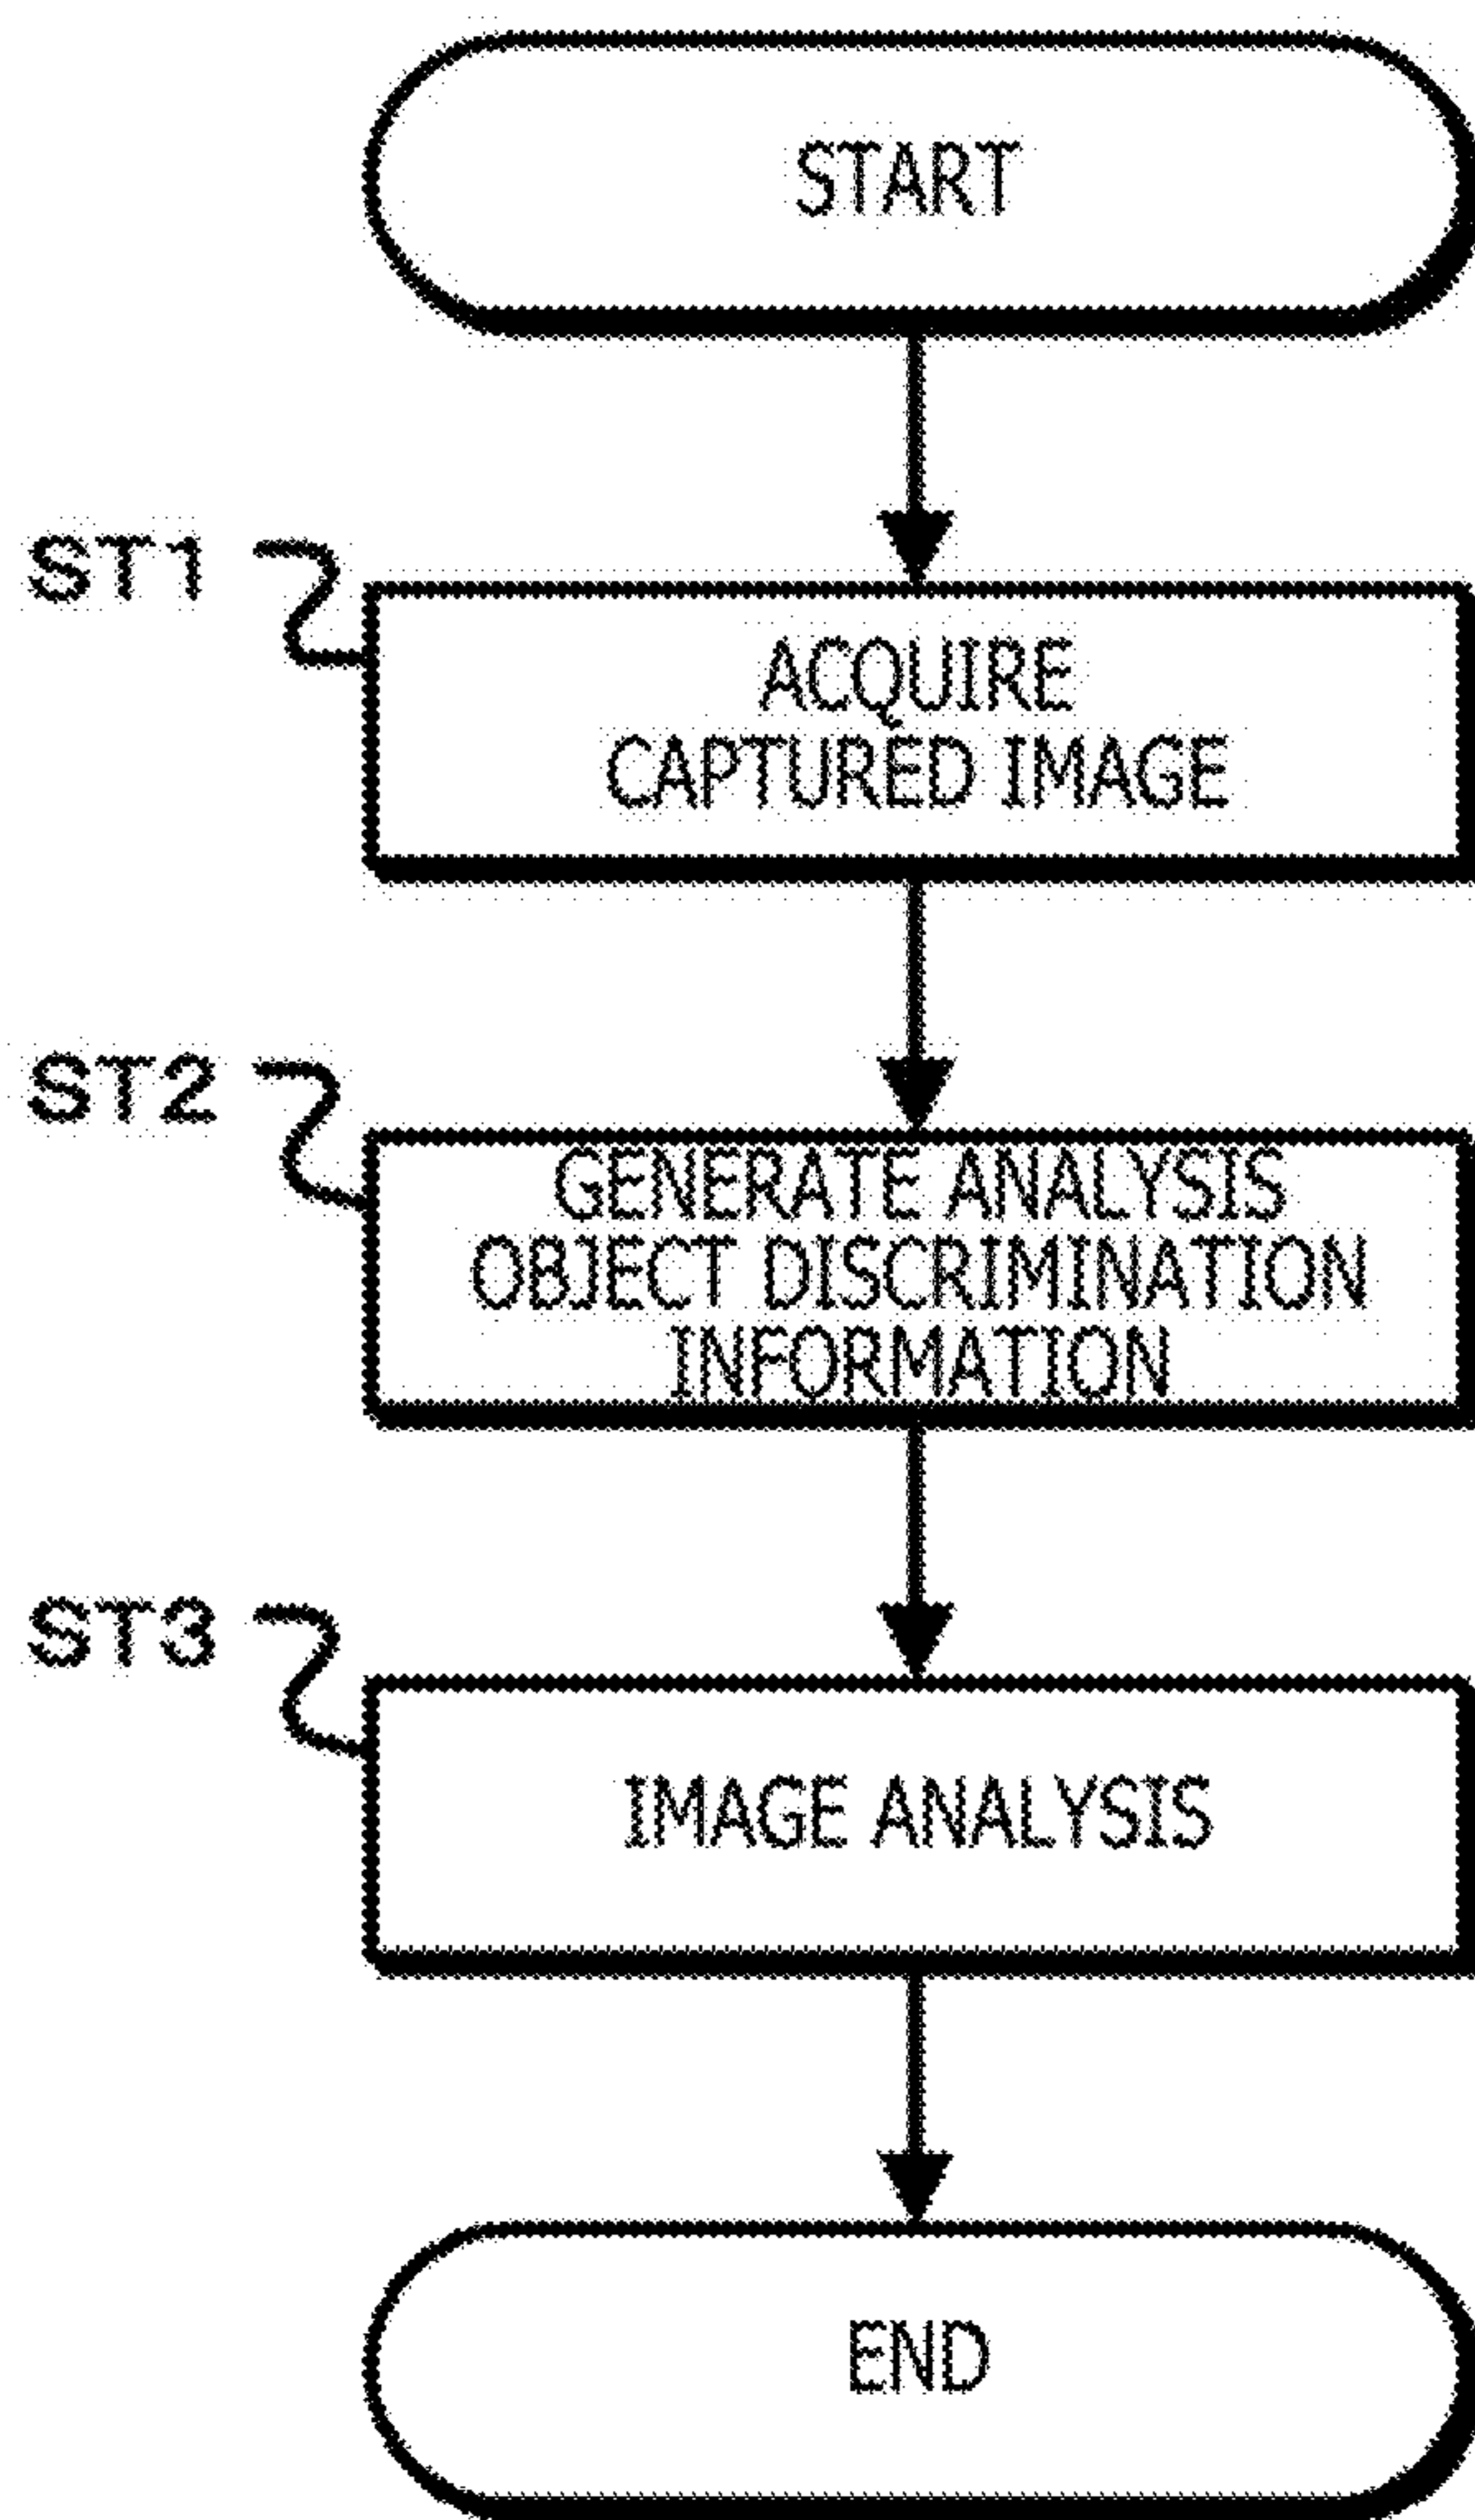 START
ST1
ACQUIRE
CAPTURED IMAGE
ST2
GENERATE ANALYSIS
OBJECT DISCRIMINATION
INFORMATION
ST3
IMAGE ANALYSIS
END